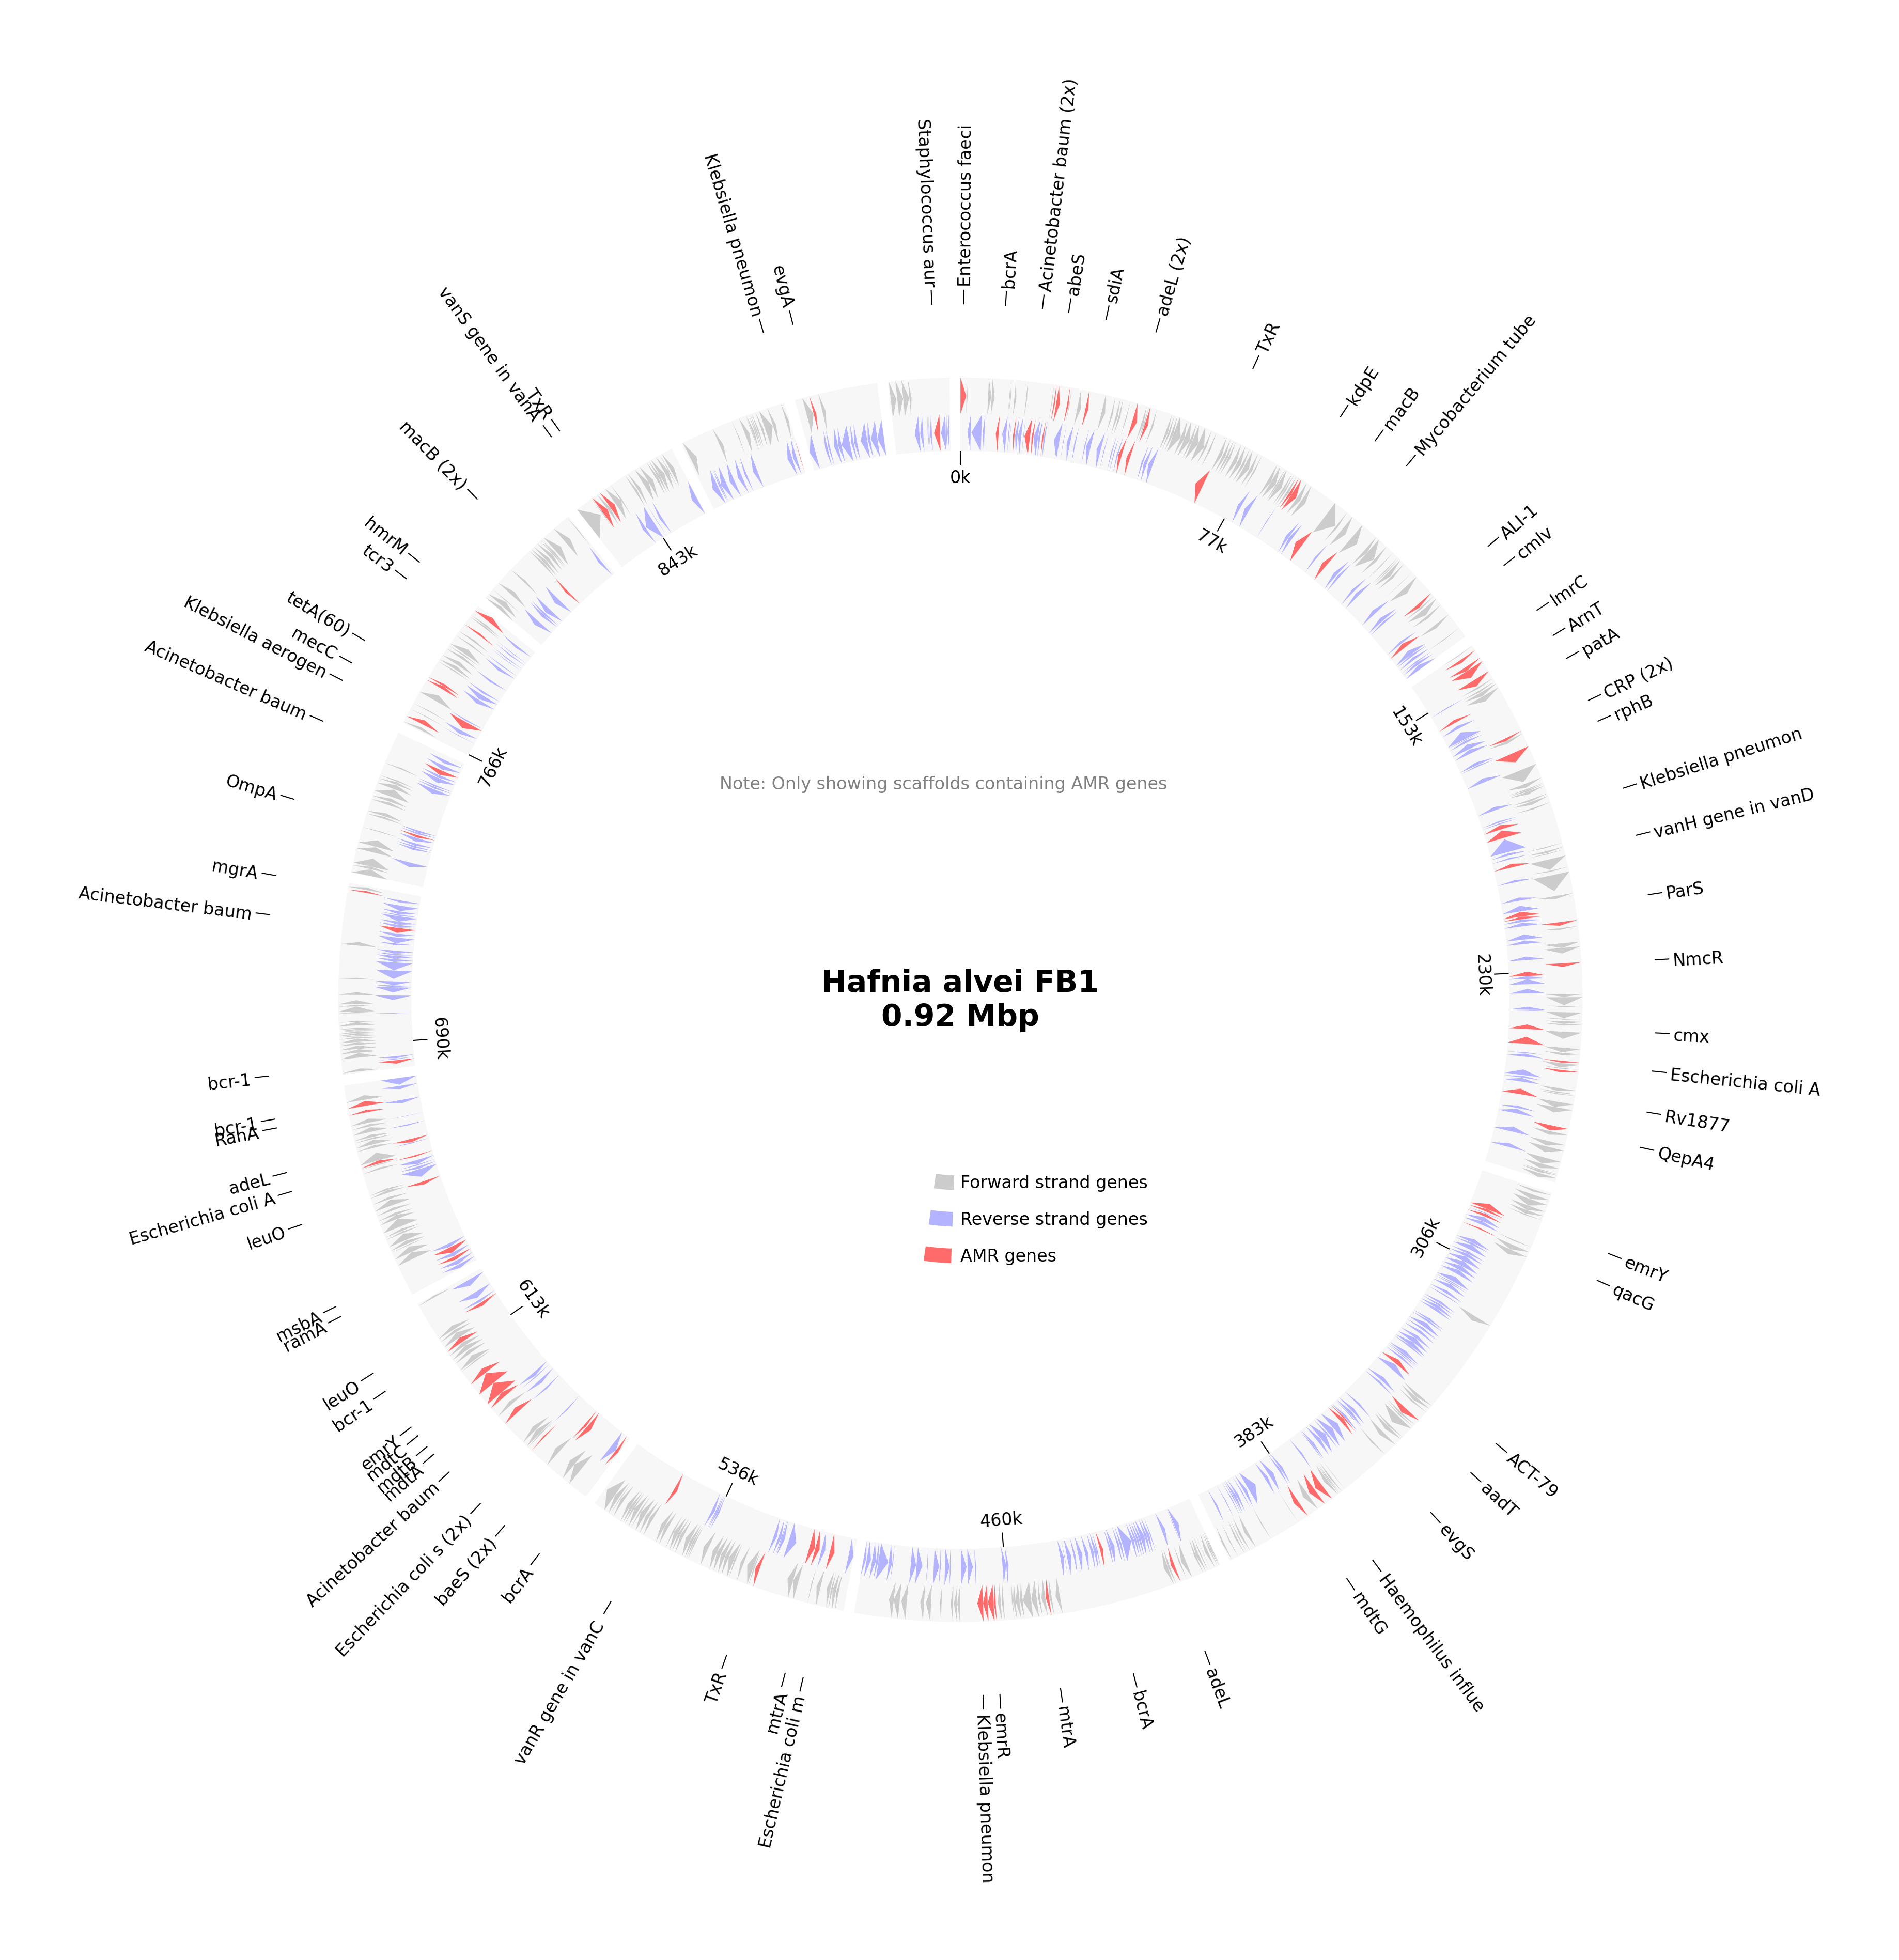 Enterococcus faeci
bcrA
Acinetobacter baum (2x)
abeS
sdiA
adeL (2x)
TxR
kdpE
macB
Mycobacterium tube
ALI-1
cmlv
lmrC
ArnT
patA
CRP (2x)
rphB
Klebsiella pneumon
vanH gene in vanD
ParS
NmcR
cmx
Escherichia coli A
Rv1877
QepA4
emrY
qacG
ACT-79
aadT
evgS
Haemophilus influe
mdtG
adeL
bcrA
mtrA
emrR
Klebsiella pneumon
Escherichia coli m
mtrA
TxR
vanR gene in vanC
bcrA
baeS (2x)
Escherichia coli s (2x)
Acinetobacter baum
mdtA
mdtB
mdtC
emrY
bcr-1
leuO
ramA
msbA
leuO
Escherichia coli A
adeL
RanA
bcr-1
bcr-1
Acinetobacter baum
mgrA
OmpA
Acinetobacter baum
Klebsiella aerogen
mecC
tetA(60)
tcr3
hmrM
macB (2x)
vanS gene in vanA
TxR
Klebsiella pneumon
evgA
Staphylococcus aur
0k
77k
153k
230k
306k
383k
460k
536k
613k
690k
766k
843k
Note: Only showing scaffolds containing AMR genes
Hafnia alvei FB1
0.92 Mbp
Forward strand genes
Reverse strand genes
AMR genes